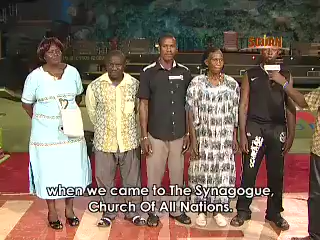 when we came to The Synagogue,
Church Of All Nations.